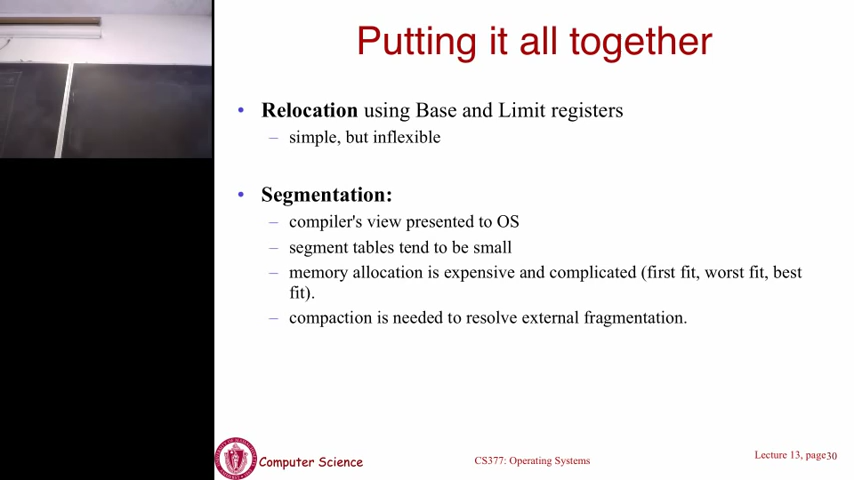 Putting it all together
• Relocation using Base and Limit registers
– simple, but inflexible
• Segmentation:
– compiler's view presented to OS
– segment tables tend to be small
– memory allocation is expensive and complicated (first fit, worst fit, best
fit).
– compaction is needed to resolve external fragmentation.
Computer Science
CS377: Operating Systems
Lecture 13, page30